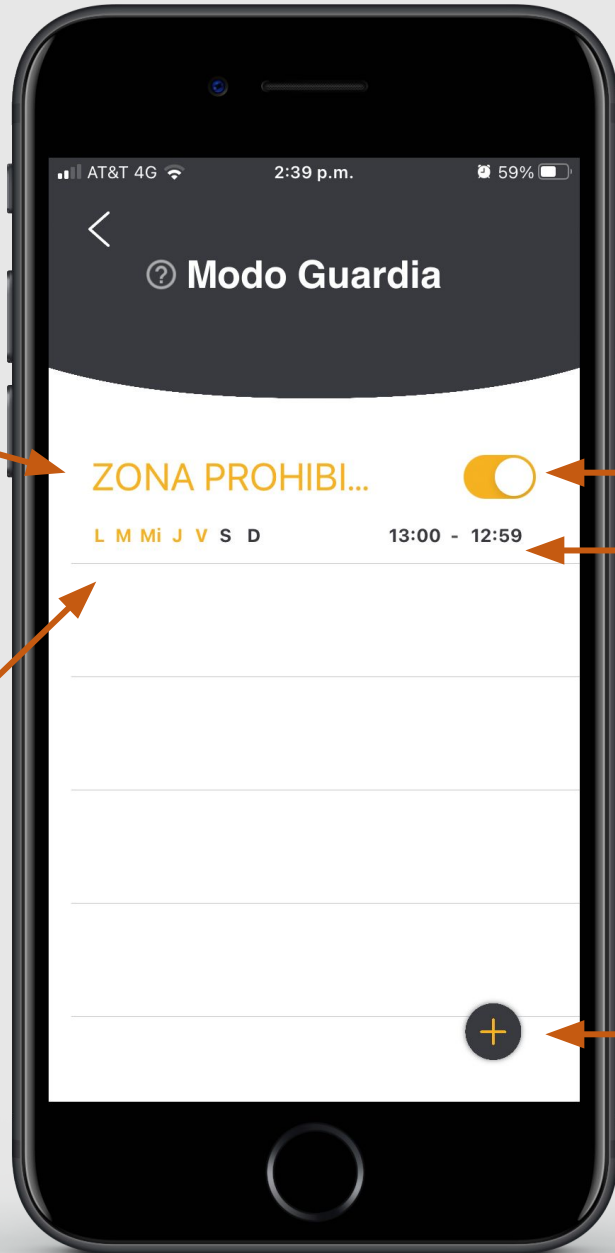 AT&T 4G 2:39 p.m. 59%
? Modo Guardia
ZONA PROHIBI...
L M Mi J V S D 13:00 - 12:59
+